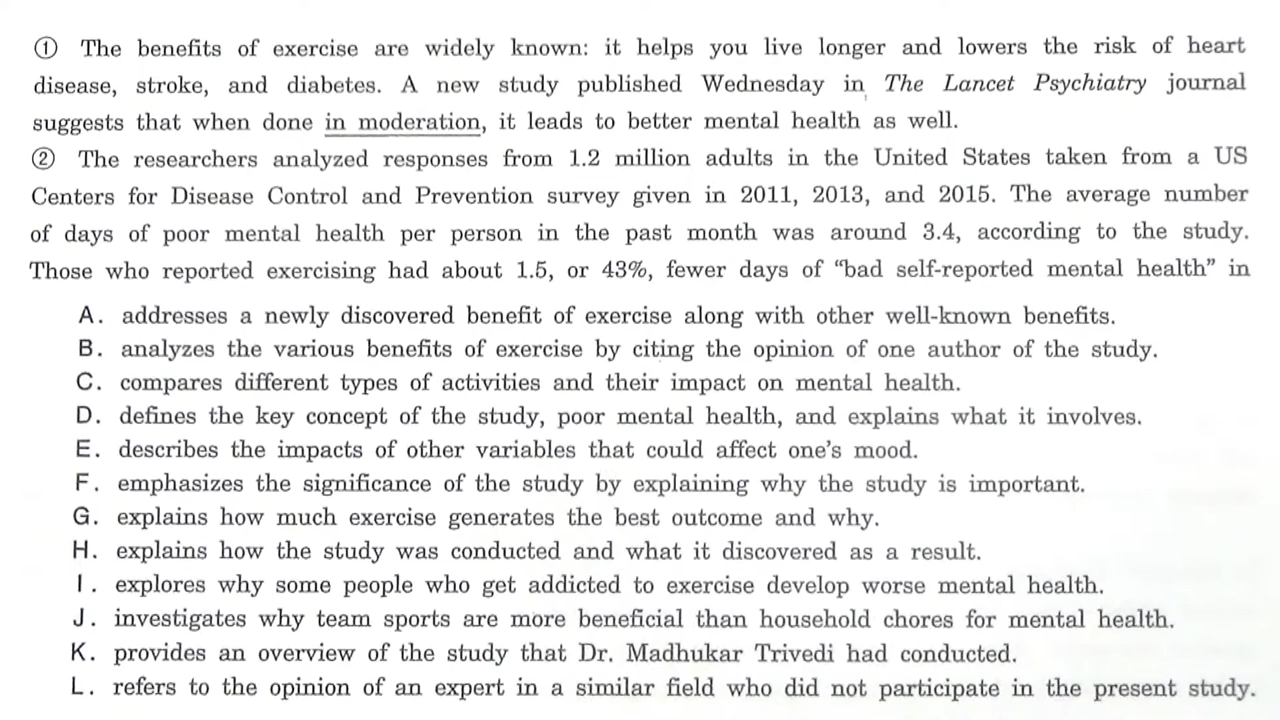 ① The benefits of exercise are widely known: it helps you live longer and lowers the risk of heart
disease, stroke, and diabetes. A new study published Wednesday in The Lancet Psychiatry journal
suggests that when done in moderation, it leads to better mental health as well.
② The researchers analyzed responses from 1.2 million adults in the United States taken from a US
Centers for Disease Control and Prevention survey given in 2011, 2013, and 2015. The average number
of days of poor mental health per person in the past month was around 3.4, according to the study.
Those who reported exercising had about 1.5, or 43%, fewer days of “bad self-reported mental health” in
A. addresses a newly discovered benefit of exercise along with other well-known benefits.
B. analyzes the various benefits of exercise by citing the opinion of one author of the study.
C. compares different types of activities and their impact on mental health.
D. defines the key concept of the study, poor mental health, and explains what it involves.
E. describes the impacts of other variables that could affect one’s mood.
F. emphasizes the significance of the study by explaining why the study is important.
G. explains how much exercise generates the best outcome and why.
H. explains how the study was conducted and what it discovered as a result.
I. explores why some people who get addicted to exercise develop worse mental health.
J. investigates why team sports are more beneficial than household chores for mental health.
K. provides an overview of the study that Dr. Madhukar Trivedi had conducted.
L. refers to the opinion of an expert in a similar field who did not participate in the present study.